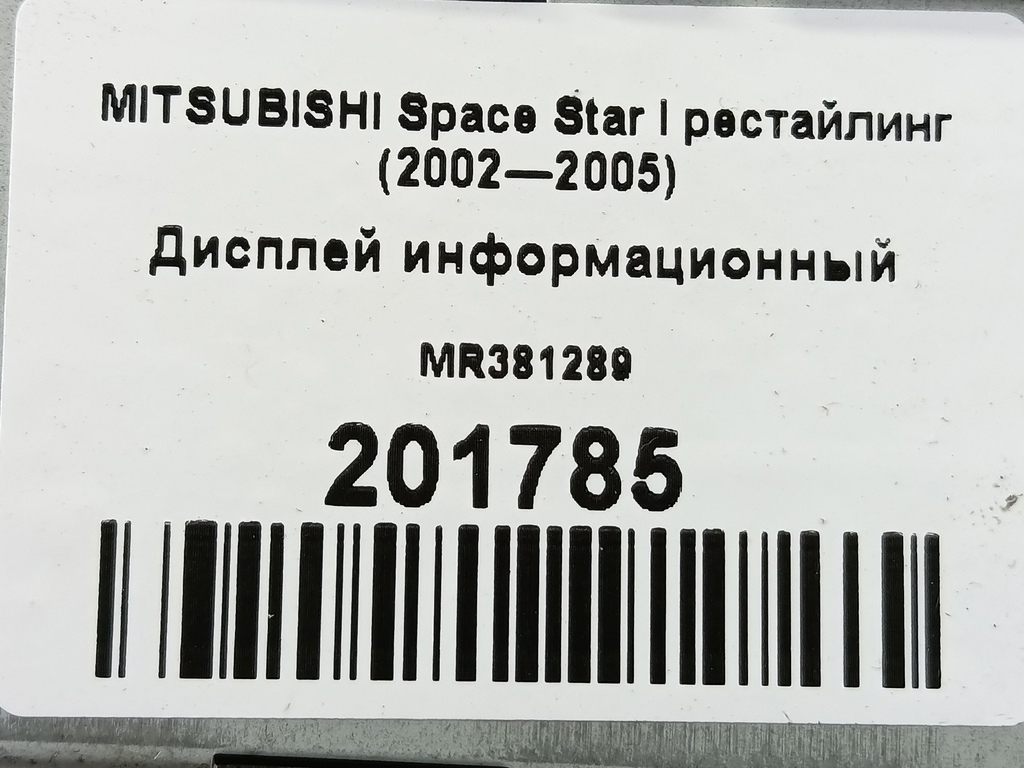 MITSUBISHI Space Star I рестайлинг
(2002—2005)
Дисплей информационный
MR381289
201785